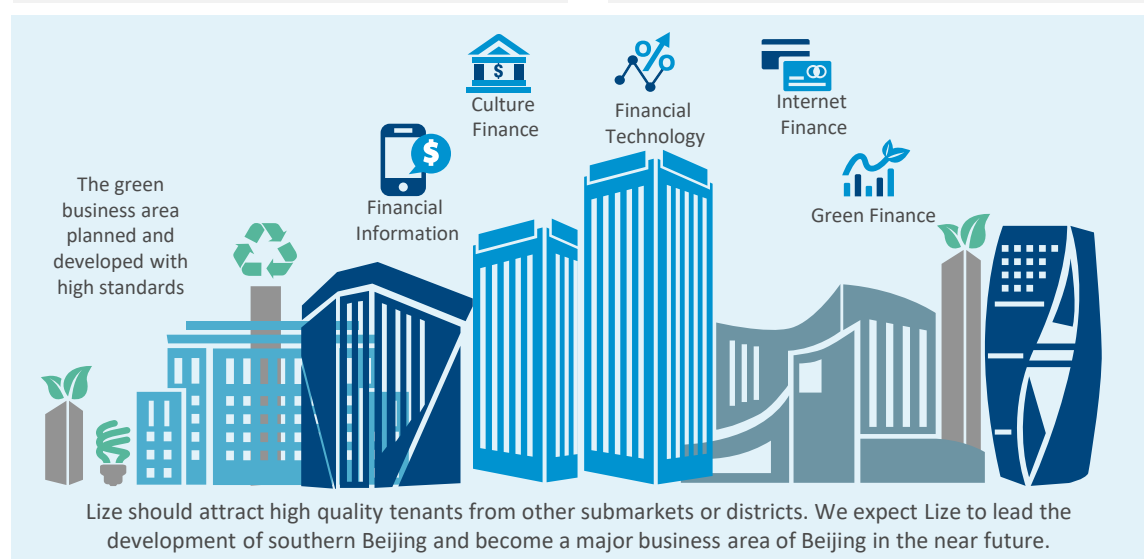 Culture
Finance
Financial
Technology
Internet
Finance
The green
business area
planned and
developed with
high standards
Financial
Information
Green Finance
Lize should attract high quality tenants from other submarkets or districts. We expect Lize to lead the
development of southern Beijing and become a major business area of Beijing in the near future.